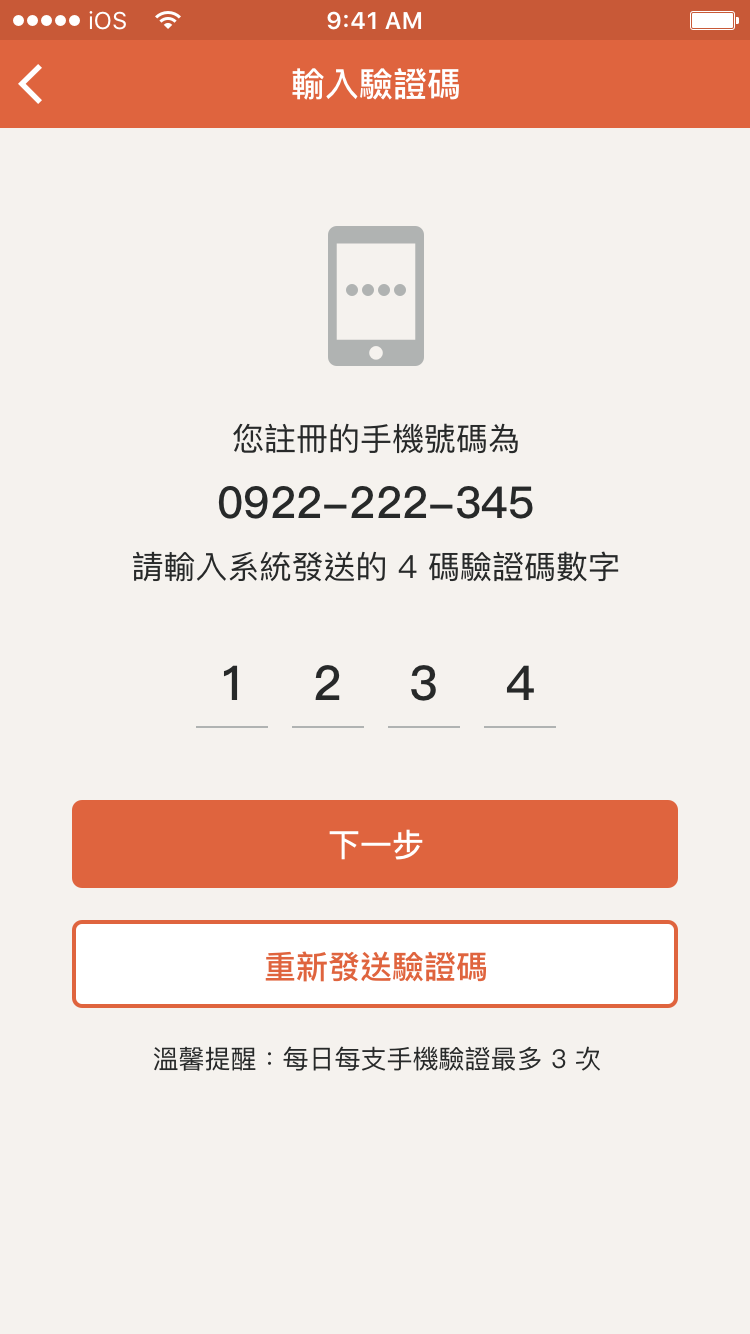 iOS 9:41 AM
輸入驗證碼
您註冊的手機號碼為
0922-222-345
請輸入系統發送的 4 碼驗證碼數字
1 2 3 4
下一步
重新發送驗證碼
溫馨提醒：每日每支手機驗證最多 3 次